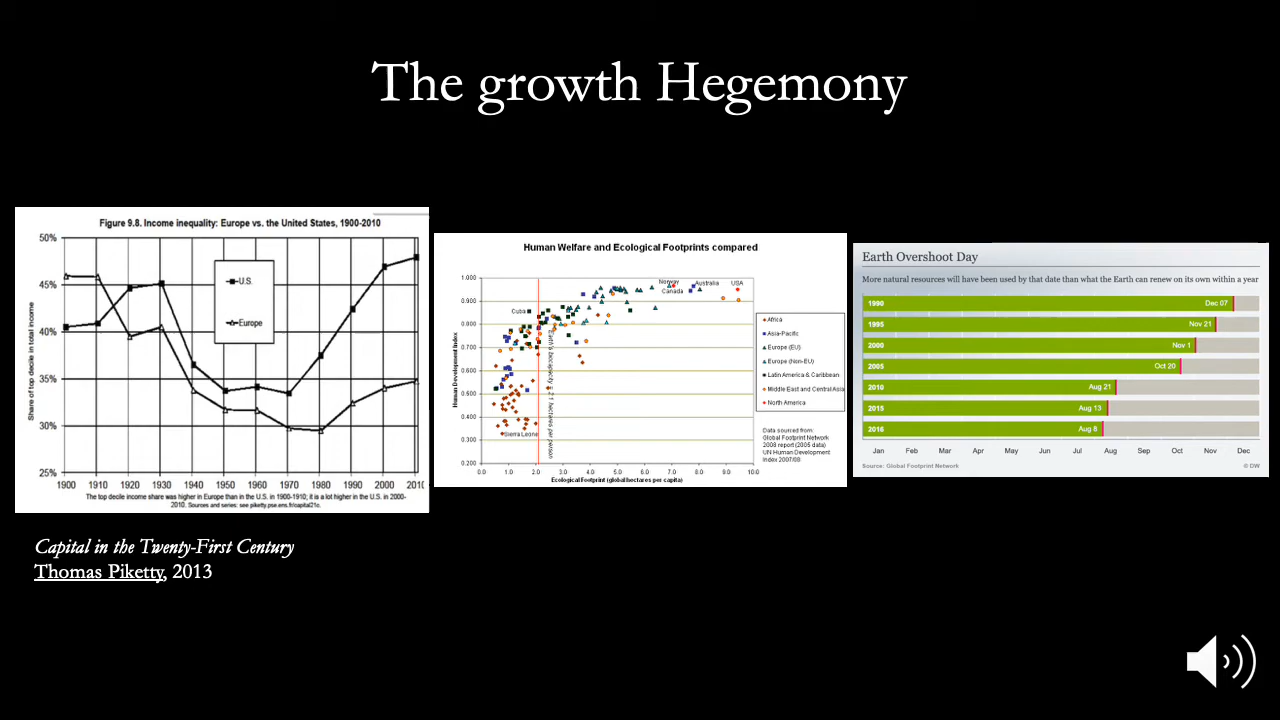 The growth Hegemony
Figure 9.8. Income inequality: Europe vs. the United States, 1900-2010
50%
45%
40%
35%
30%
25%
Share of top decile in total income
U.S.
Europe
1900 1910 1920 1930 1940 1950 1960 1970 1980 1990 2000 2010
The top decile income share was higher in Europe than in the U.S. in 1900-1910; it is a lot higher in the U.S. in 2000-
2010. Sources and series: see piketty.pse.ens.fr/capital21c.
Capital in the Twenty-First Century
Thomas Piketty, 2013
Human Welfare and Ecological Footprints compared
1.000
0.900
0.800
0.700
0.600
0.500
0.400
0.300
0.200
Human Development Index
Norway
Australia
USA
Canada
Cuba
Sierra Leone
Earth's biocapacity - 2.1 hectares per person
0.0 1.0 2.0 3.0 4.0 5.0 6.0 7.0 8.0 9.0 10.0
Ecological Footprint (global hectares per capita)
Africa
Asia-Pacific
Europe (EU)
Europe (Non-EU)
Latin America & Caribbean
Middle East and Central Asia
North America
Data sourced from:
Global Footprint Network
2008 report (2005 data)
UN Human Development
Index 2007/08
Earth Overshoot Day
More natural resources will have been used by that date than what the Earth can renew on its own within a year
1990 Dec 07
1995 Nov 21
2000 Nov 1
2005 Oct 20
2010 Aug 21
2015 Aug 13
2016 Aug 8
Jan Feb Mar Apr May Jun Jul Aug Sep Oct Nov Dec
Source: Global Footprint Network
© DW